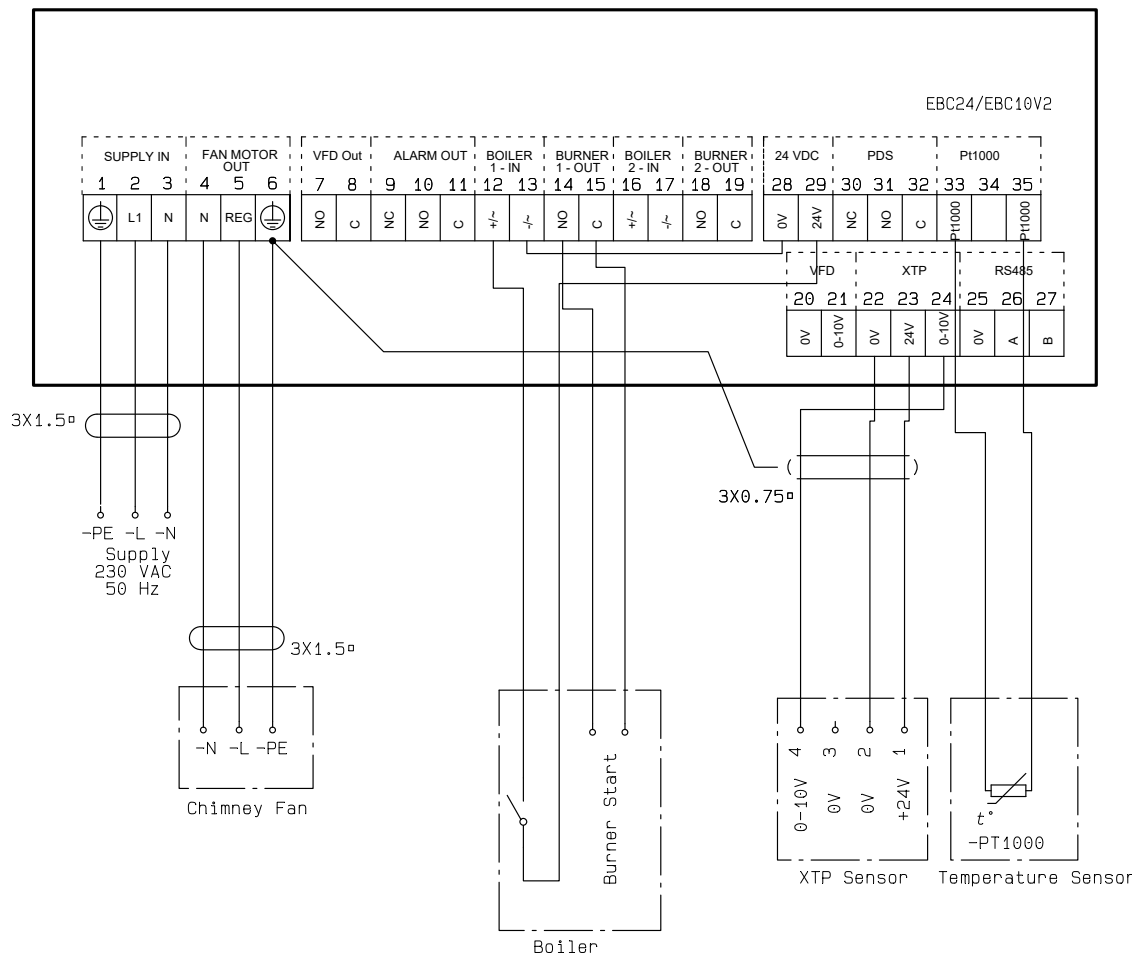 EBC24/EBC10V2
SUPPLY IN
FAN MOTOR
OUT
VFD Out
ALARM OUT
BOILER
1 - IN
BURNER
1 - OUT
BOILER
2 - IN
BURNER
2 - OUT
24 VDC
PDS
Pt1000
1 2 3 4 5 6 7 8 9 10 11 12 13 14 15 16 17 18 19 28 29 30 31 32 33 34 35
L1 N N REG NO C NC NO C +/~ -/~ NO C +/~ -/~ NO C 0V 24V NC NO C Pt1000 Pt1000
VFD XTP RS485
20 21 22 23 24 25 26 27
0V 0-10V 0V 24V 0-10V 0V A B
3X1.5▫
3X0.75▫
-PE -L -N
Supply
230 VAC
50 Hz
3X1.5▫
-N -L -PE
Chimney Fan
Burner Start
Boiler
4 3 2 1
0-10V 0V 0V +24V
XTP Sensor
t°
-PT1000
Temperature Sensor